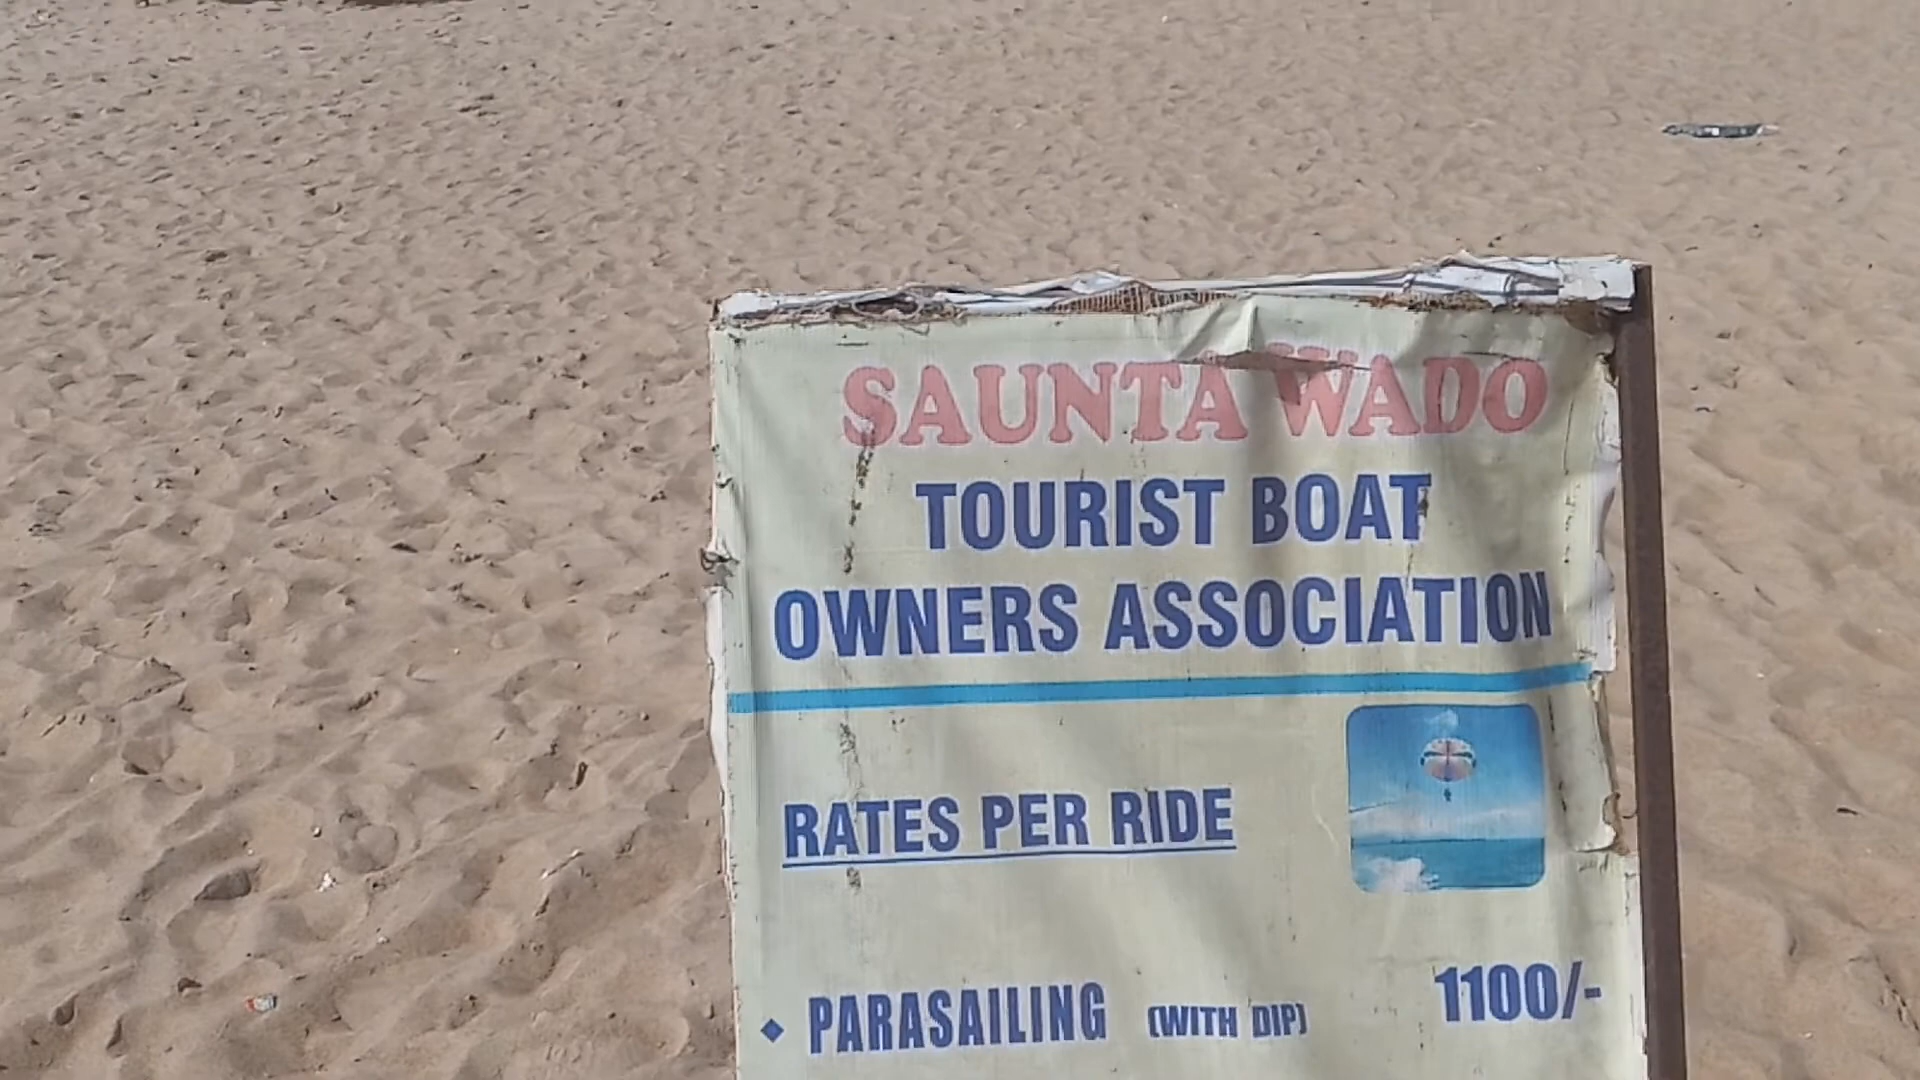 SAUNTA WADO
TOURIST BOAT
OWNERS ASSOCIATION
RATES PER RIDE
◆ PARASAILING (WITH DIP) 1100/-